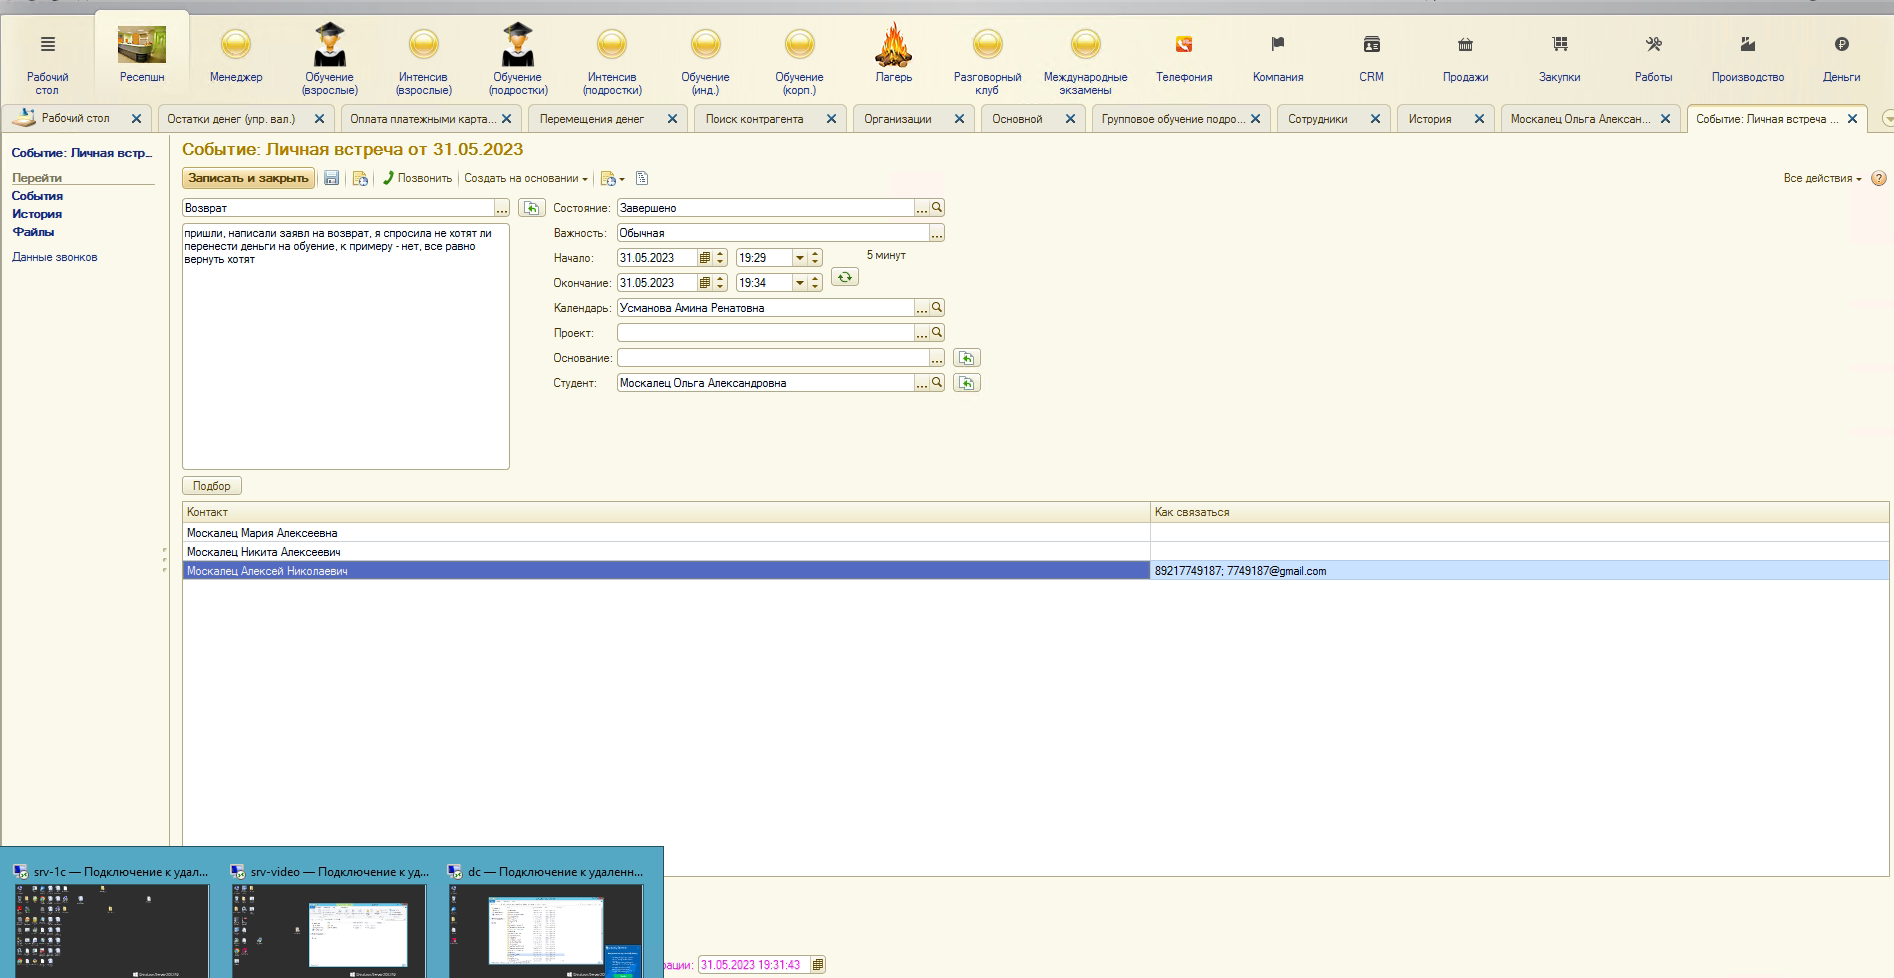 Рабочий
стол
Ресепшн
Менеджер
Обучение
(взрослые)
Интенсив
(взрослые)
Обучение
(подростки)
Интенсив
(подростки)
Обучение
(инд.)
Обучение
(корп.)
Лагерь
Разговорный
клуб
Международные
экзамены
Телефония
Компания
CRM
Продажи
Закупки
Работы
Производство
Деньги
Рабочий стол
Остатки денег (упр. вал.)
Оплата платежными карта...
Перемещения денег
Поиск контрагента
Организации
Основной
Групповое обучение подро...
Сотрудники
История
Москалец Ольга Алексан...
Событие: Личная встреча ...
Событие: Личная встр...
Перейти
События
История
Файлы
Данные звонков
Событие: Личная встреча от 31.05.2023
Записать и закрыть
Позвонить
Создать на основании
Все действия
Возврат
пришли, написали заявл на возврат, я спросила не хотят ли
перенести деньги на обуение, к примеру - нет, все равно
вернуть хотят
Состояние: Завершено
Важность: Обычная
Начало: 31.05.2023 19:29 5 минут
Окончание: 31.05.2023 19:34
Календарь: Усманова Амина Ренатовна
Проект:
Основание:
Студент: Москалец Ольга Александровна
Подбор
Контакт Как связаться
Москалец Мария Алексеевна
Москалец Никита Алексеевич
Москалец Алексей Николаевич 89217749187; 7749187@gmail.com
srv-1c — Подключение к удал...
srv-video — Подключение к уд...
dc — Подключение к удаленн...
рации: 31.05.2023 19:31:43